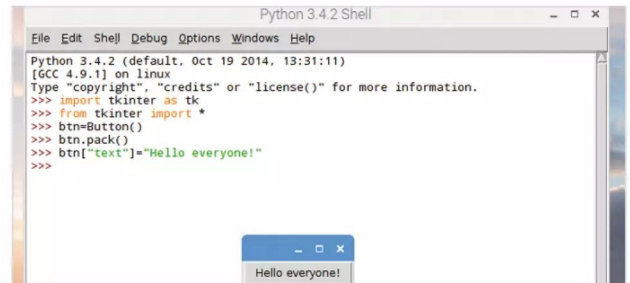 Python 3.4.2 Shell
File Edit Shell Debug Options Windows Help
Python 3.4.2 (default, Oct 19 2014, 13:31:11)
[GCC 4.9.1] on linux
Type "copyright", "credits" or "license()" for more information.
>>> import tkinter as tk
>>> from tkinter import *
>>> btn=Button()
>>> btn.pack()
>>> btn["text"]="Hello everyone!"
>>>
Hello everyone!